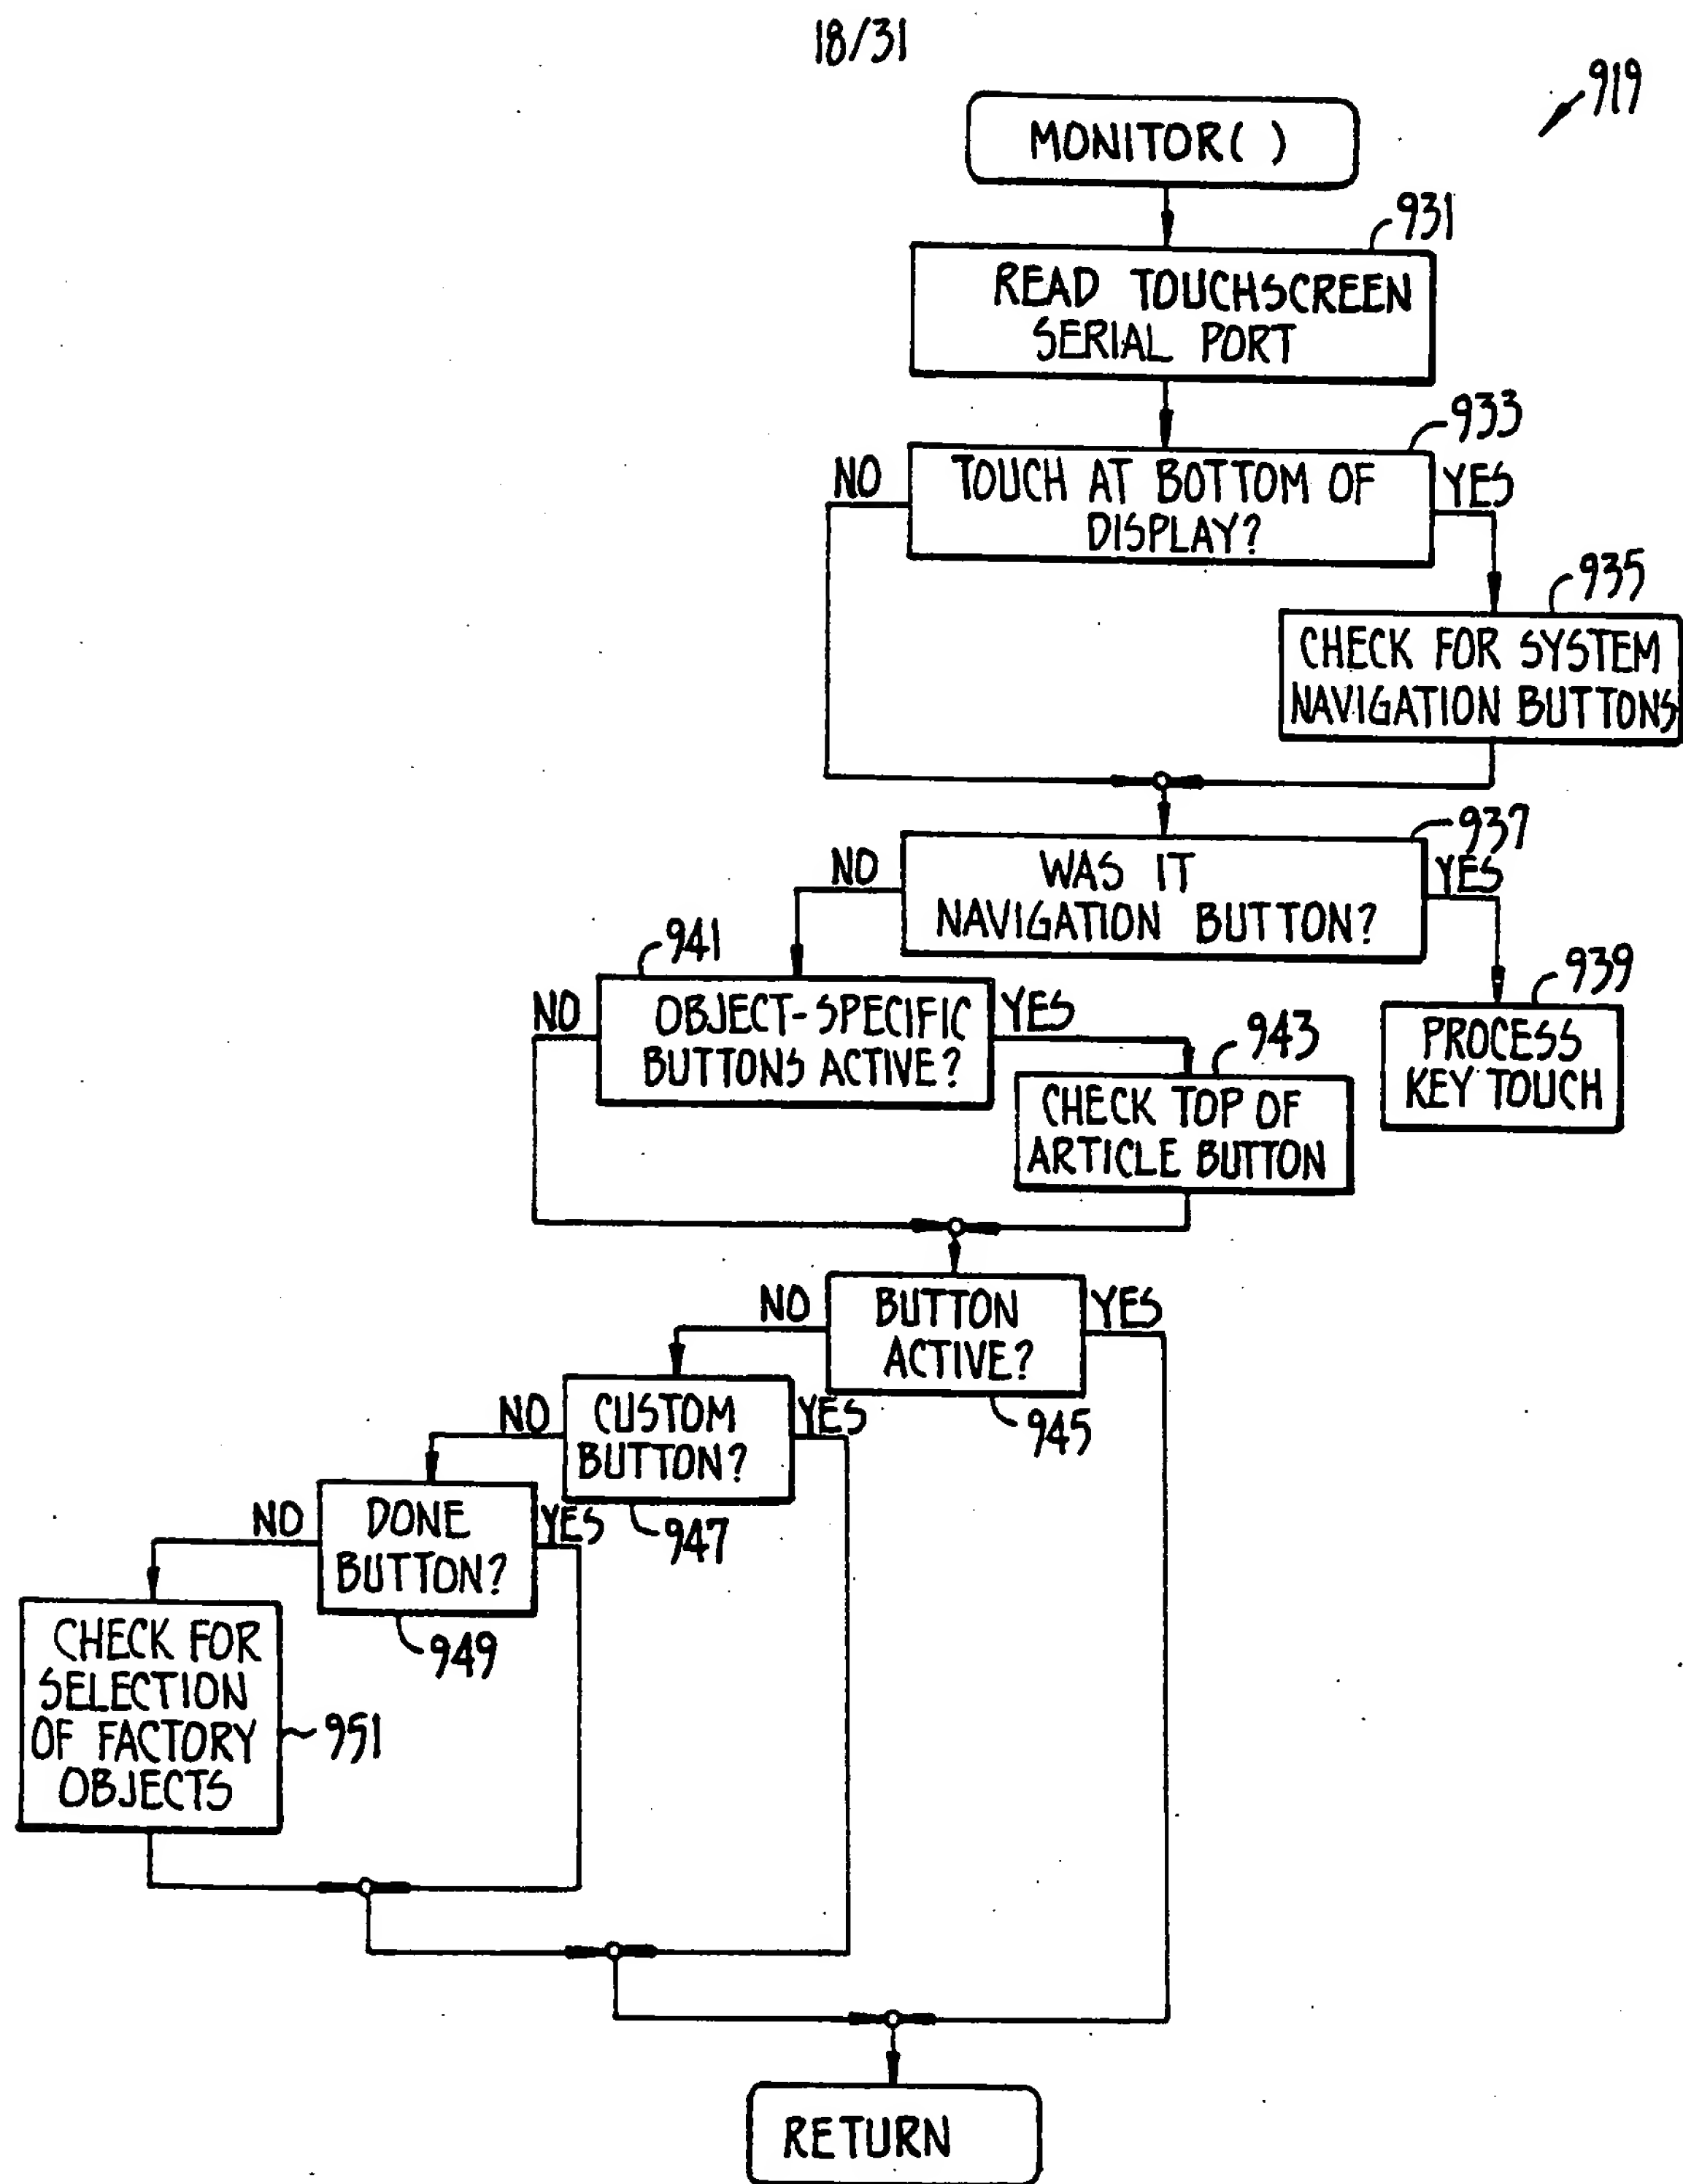 18/31
919
MONITOR( )
931
READ TOUCHSCREEN
SERIAL PORT
933
NO
TOUCH AT BOTTOM OF
DISPLAY?
YES
935
CHECK FOR SYSTEM
NAVIGATION BUTTONS
937
NO
WAS IT
NAVIGATION BUTTON?
YES
939
PROCESS
KEY TOUCH
941
NO
OBJECT-SPECIFIC
BUTTONS ACTIVE?
YES
943
CHECK TOP OF
ARTICLE BUTTON
NO
BUTTON
ACTIVE?
YES
945
NO
CUSTOM
BUTTON?
YES
947
NO
DONE
BUTTON?
YES
949
CHECK FOR
SELECTION
OF FACTORY
OBJECTS
951
RETURN